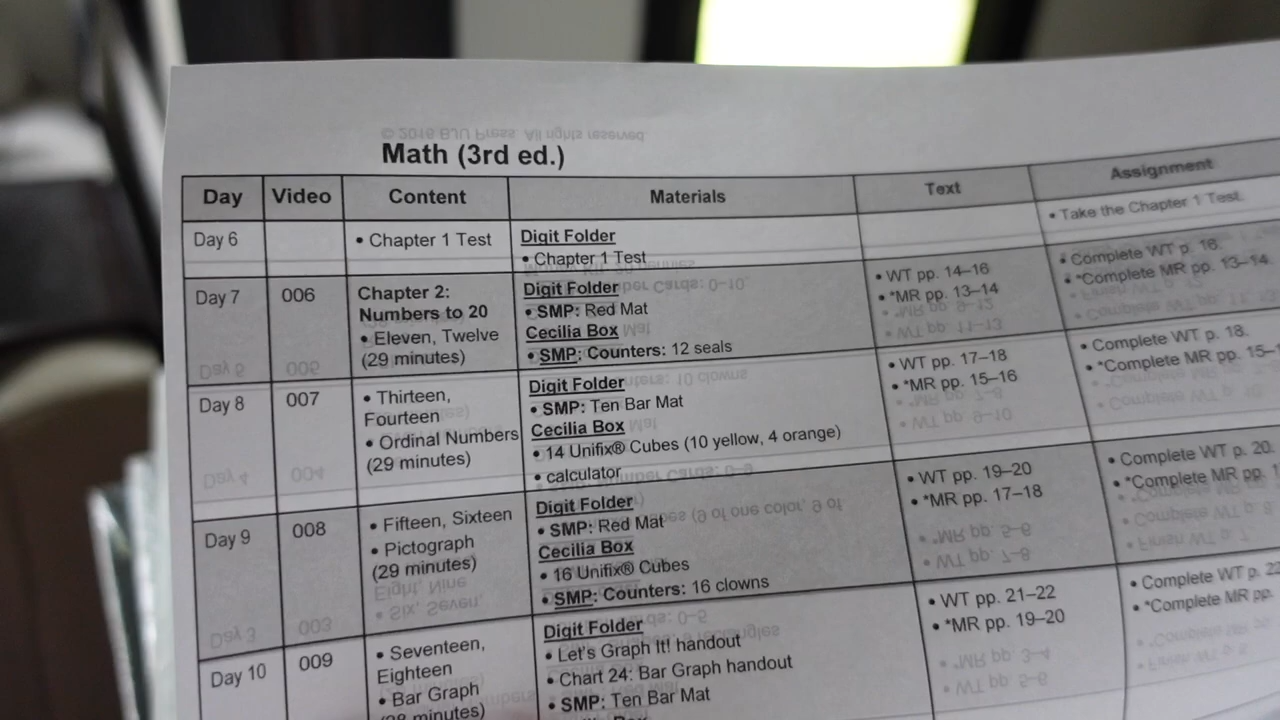 © 2016 BJU Press. All rights reserved.
Math (3rd ed.)
Day Video Content Materials Text Assignment
Day 6
• Chapter 1 Test
Digit Folder
• Chapter 1 Test
• Take the Chapter 1 Test.
Day 7
006
Chapter 2:
Numbers to 20
• Eleven, Twelve
(29 minutes)
Digit Folder
• SMP: Red Mat
Cecilia Box
• SMP: Counters: 12 seals
• WT pp. 14–16
• *MR pp. 13–14
• Complete WT p. 16.
• *Complete MR pp. 13–14.
Day 8
007
• Thirteen,
Fourteen
• Ordinal Numbers
(29 minutes)
Digit Folder
• SMP: Ten Bar Mat
Cecilia Box
• 14 Unifix® Cubes (10 yellow, 4 orange)
• calculator
• WT pp. 17–18
• *MR pp. 15–16
• Complete WT p. 18.
• *Complete MR pp. 15–
Day 9
008
• Fifteen, Sixteen
• Pictograph
(29 minutes)
Digit Folder
• SMP: Red Mat
Cecilia Box
• 16 Unifix® Cubes
• SMP: Counters: 16 clowns
• WT pp. 19–20
• *MR pp. 17–18
• Complete WT p. 20.
• *Complete MR pp.
Day 10
009
• Seventeen,
Eighteen
• Bar Graph
minutes)
Digit Folder
• Let's Graph It! handout
• Chart 24: Bar Graph handout
• SMP: Ten Bar Mat
Box
• WT pp. 21–22
• *MR pp. 19–20
• Complete WT p. 22
• *Complete MR pp.